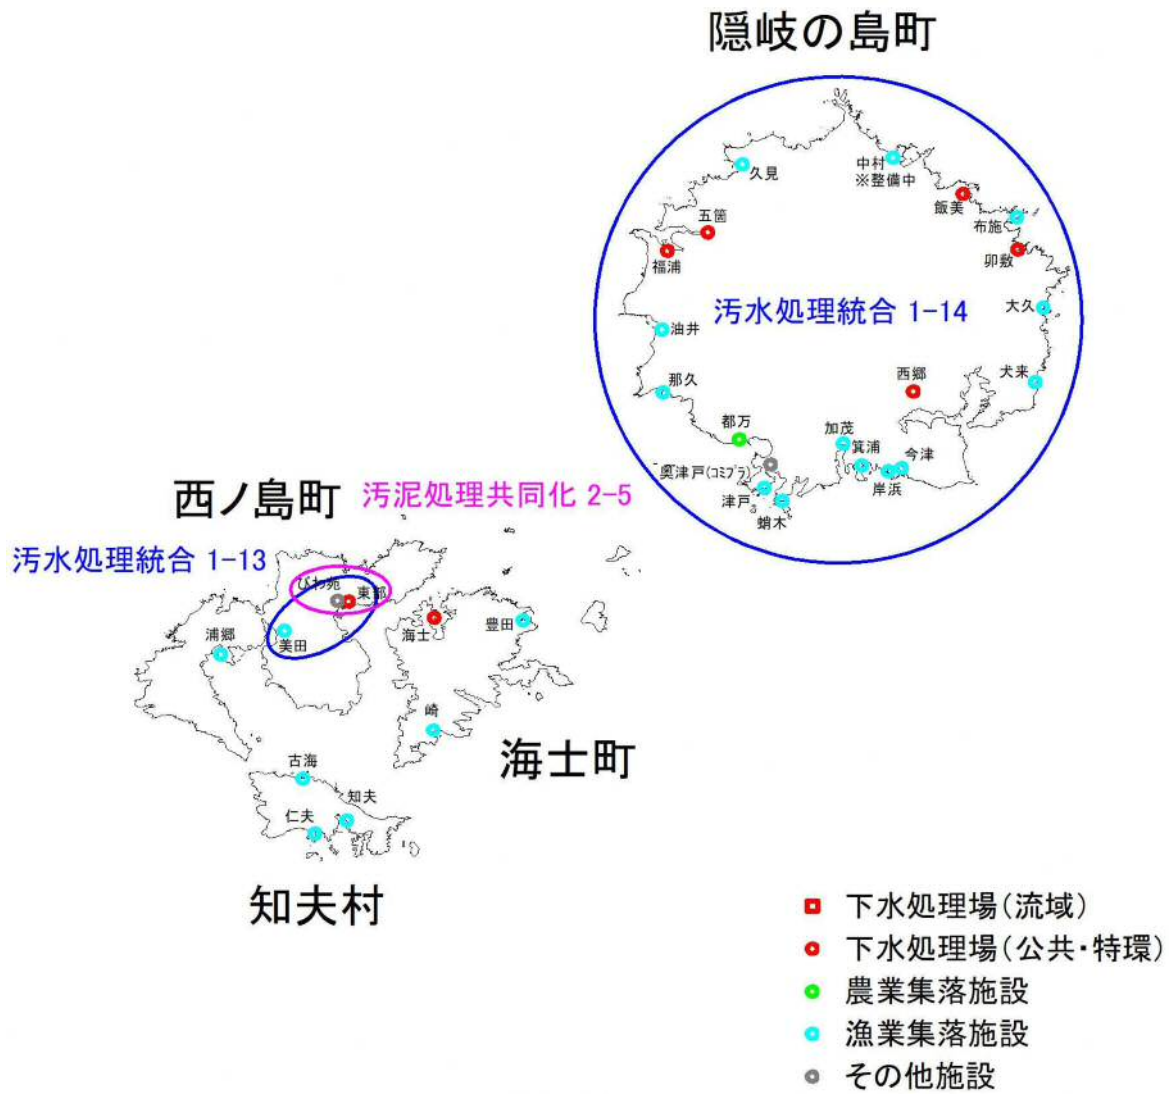 隠岐の島町
中村
※整備中
久見
飯美
布施
五箇
卯敷
福浦
大久
汚水処理統合 1-14
油井
西郷
犬来
那久
都万
加茂
箕浦
今津
奥津戸(コミプラ)
岸浜
津戸
蛸木
西ノ島町
汚泥処理共同化 2-5
汚水処理統合 1-13
びわ苑
東部
浦郷
美田
海士
豊田
崎
海士町
古海
知夫
仁夫
知夫村
下水処理場(流域)
下水処理場(公共・特環)
農業集落施設
漁業集落施設
その他施設